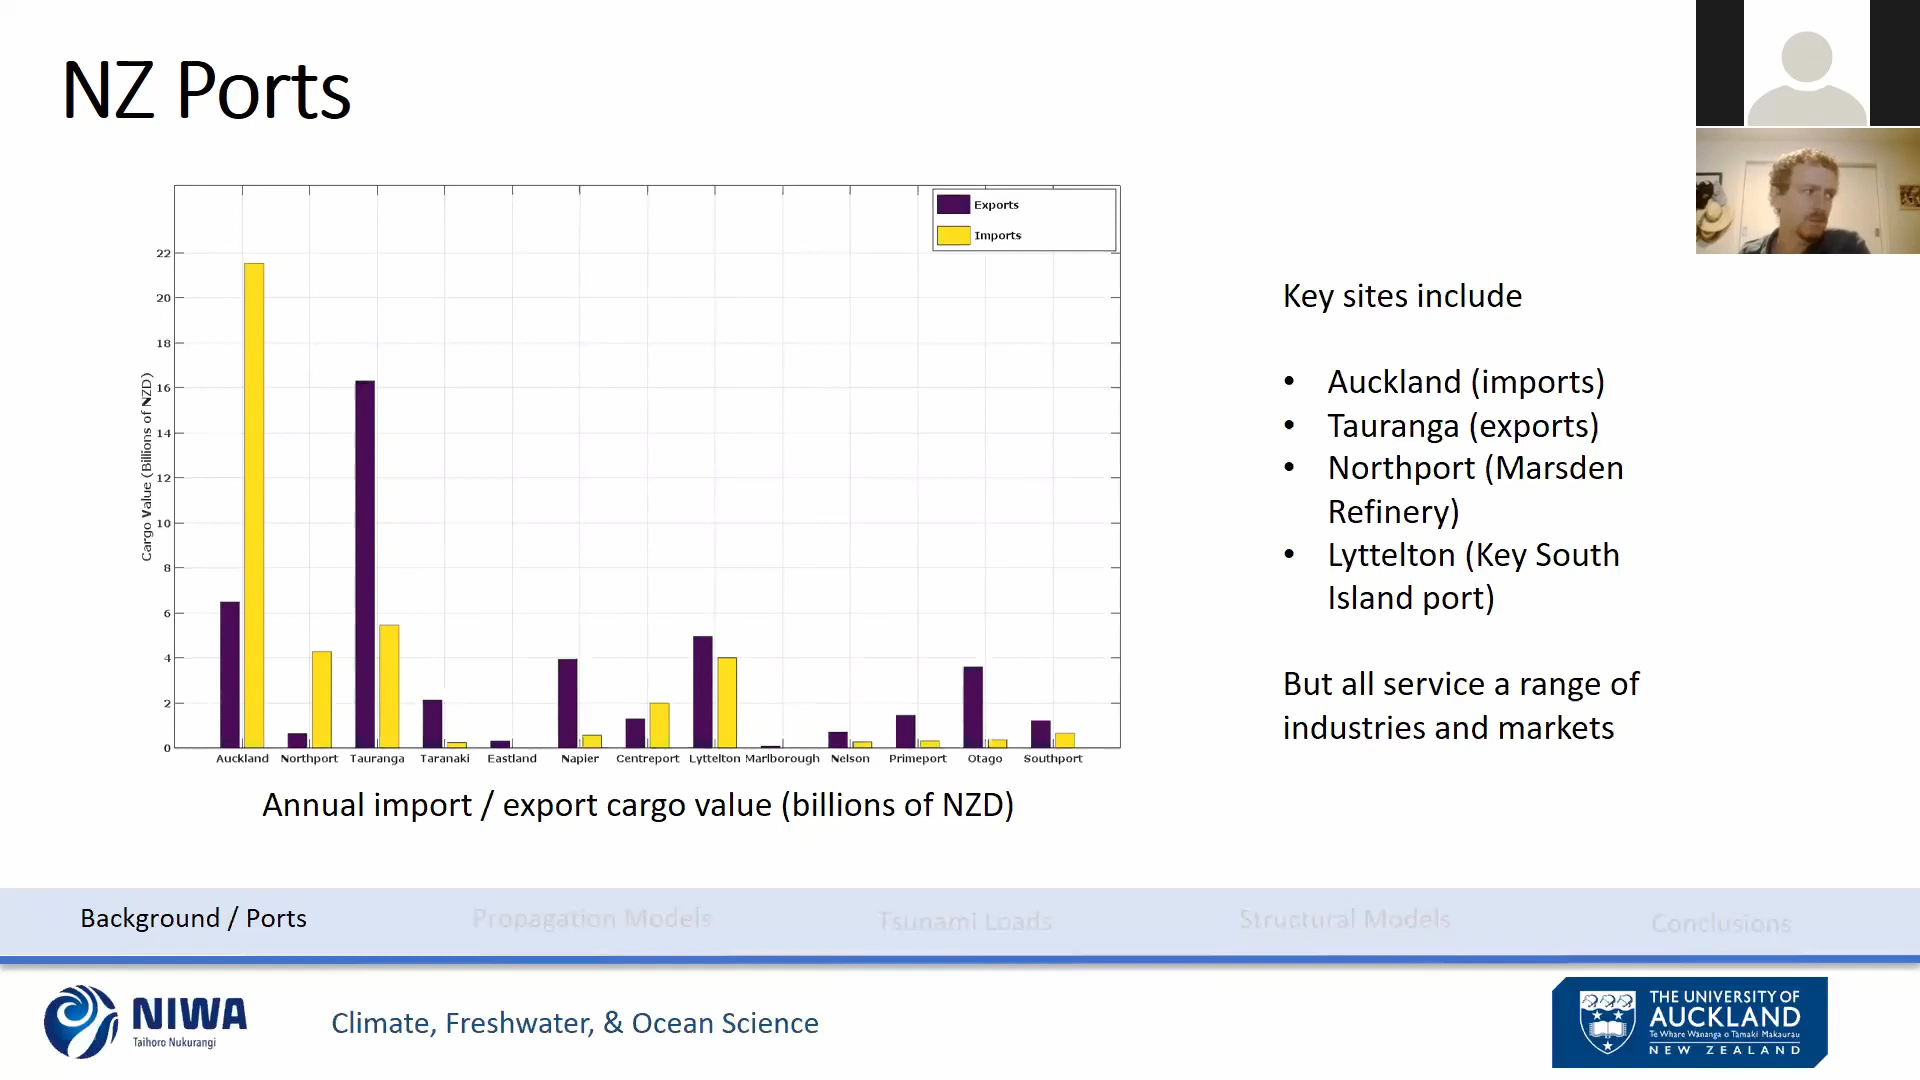 NZ Ports
Exports
Imports
22
20
18
16
14
12
10
8
6
4
2
0
Cargo Value (Billions of NZD)
Auckland Northport Tauranga Taranaki Eastland Napier Centreport Lyttelton Marlborough Nelson Primeport Otago Southport
Annual import / export cargo value (billions of NZD)
Key sites include
• Auckland (imports)
• Tauranga (exports)
• Northport (Marsden
Refinery)
• Lyttelton (Key South
Island port)
But all service a range of
industries and markets
Background / Ports
Propagation Models
Tsunami Loads
Structural Models
Conclusions
NIWA
Taihoro Nukurangi
Climate, Freshwater, & Ocean Science
THE UNIVERSITY OF
AUCKLAND
Te Whare Wānanga o Tāmaki Makaurau
NEW ZEALAND